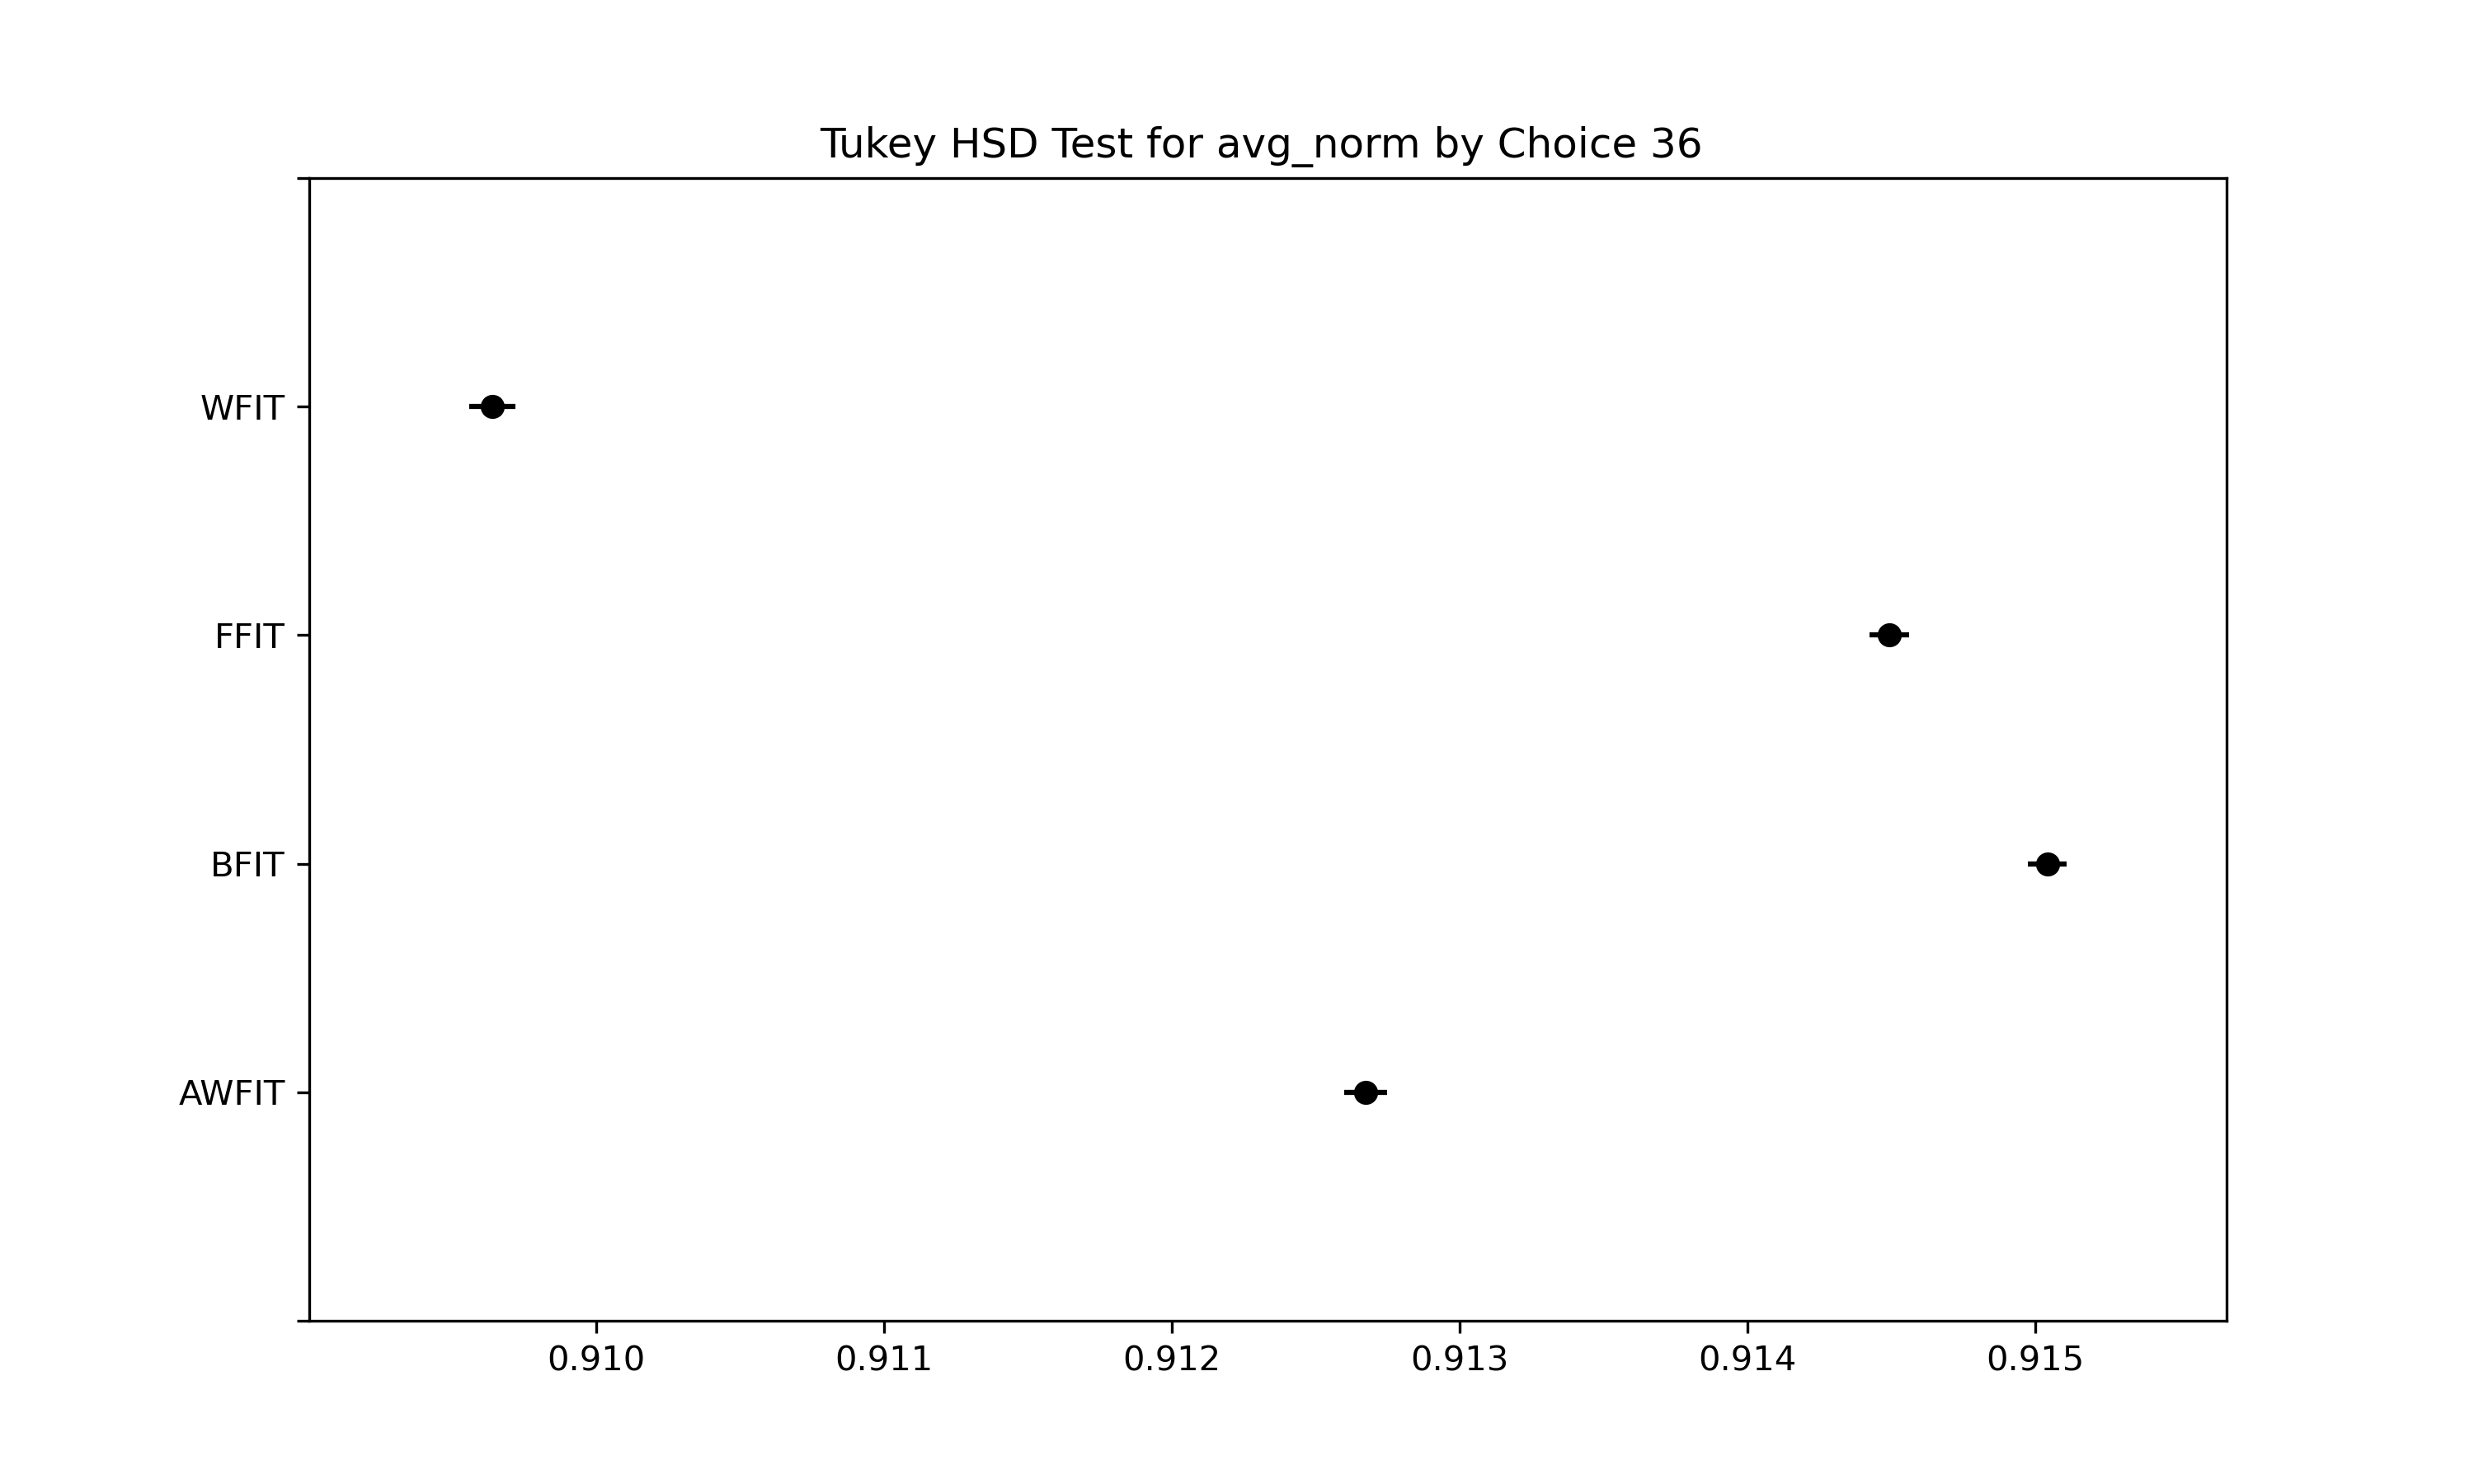 Tukey HSD Test for avg_norm by Choice 36
WFIT
FFIT
BFIT
AWFIT
0.910 0.911 0.912 0.913 0.914 0.915